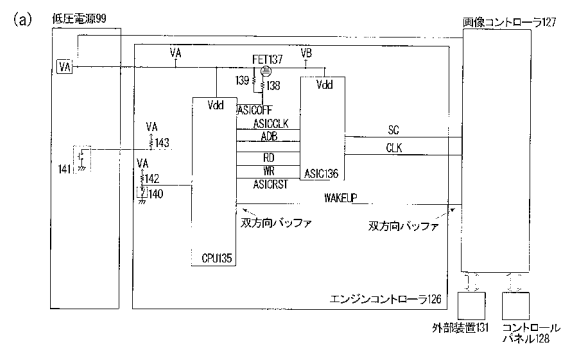 (a)
低圧電源99
画像コントローラ127
VA
VA
FET137
VB
139
138
Vdd
Vdd
ASICOFF
ASICCLK
ADB
RD
WR
ASICRST
ASIC136
SC
CLK
VA
143
141
VA
142
140
WAKEUP
双方向バッファ
双方向バッファ
CPU135
エンジンコントローラ126
外部装置131
コントロール
パネル128